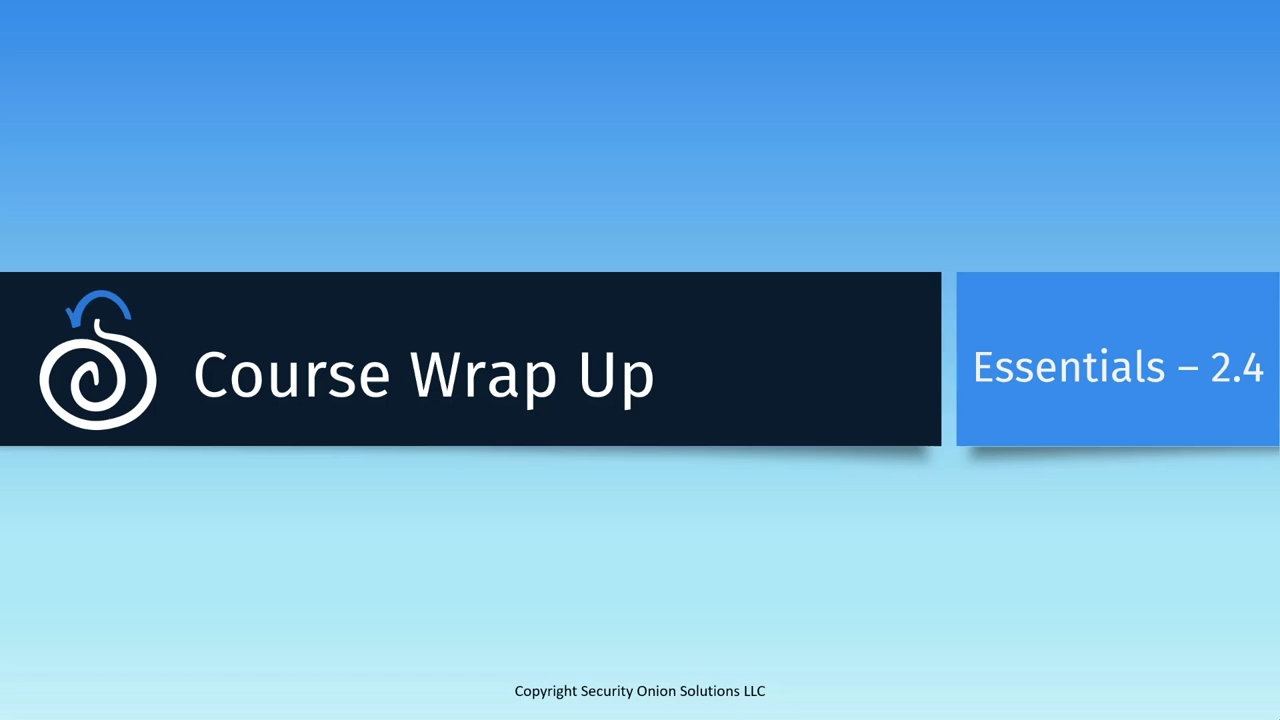 Course Wrap Up
Essentials – 2.4
Copyright Security Onion Solutions LLC